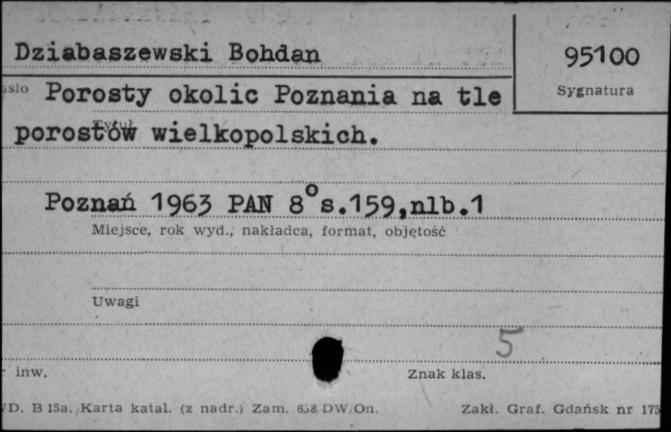 Dziabaszewski Bohdan
95100
Sygnatura
Porosty okolic Poznania na tle
Tytuł
porostów wielkopolskich.
Poznań 1963 PAN 8° s.159,nlb.1
Miejsce, rok wyd., nakładca, format, objętość
Uwagi
5
inw.
Znak klas.
D. B 15a. Karta katal. (z nadr.) Zam. DW/On.
Zakł. Graf. Gdańsk nr 175